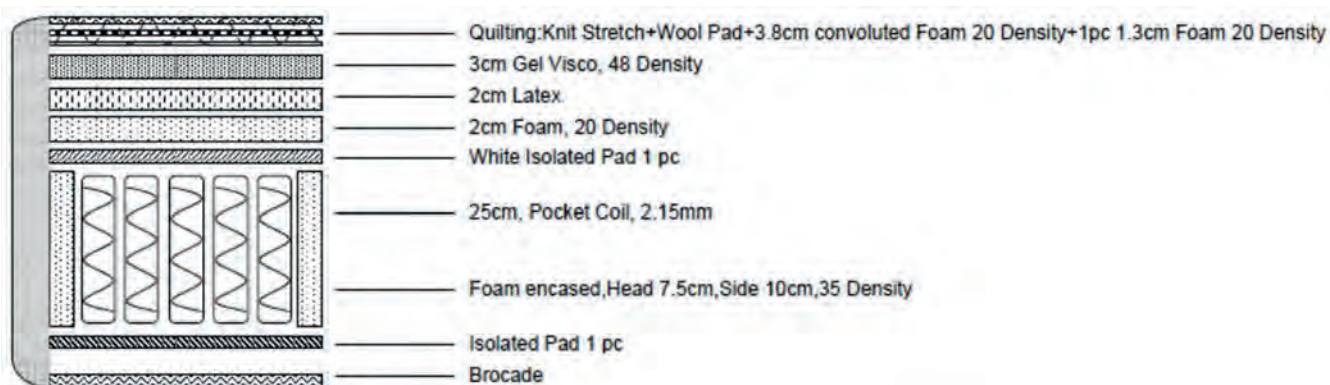 Quilting:Knit Stretch+Wool Pad+3.8cm convoluted Foam 20 Density+1pc 1.3cm Foam 20 Density
3cm Gel Visco, 48 Density
2cm Latex
2cm Foam, 20 Density
White Isolated Pad 1 pc
25cm, Pocket Coil, 2.15mm
Foam encased,Head 7.5cm,Side 10cm,35 Density
Isolated Pad 1 pc
Brocade